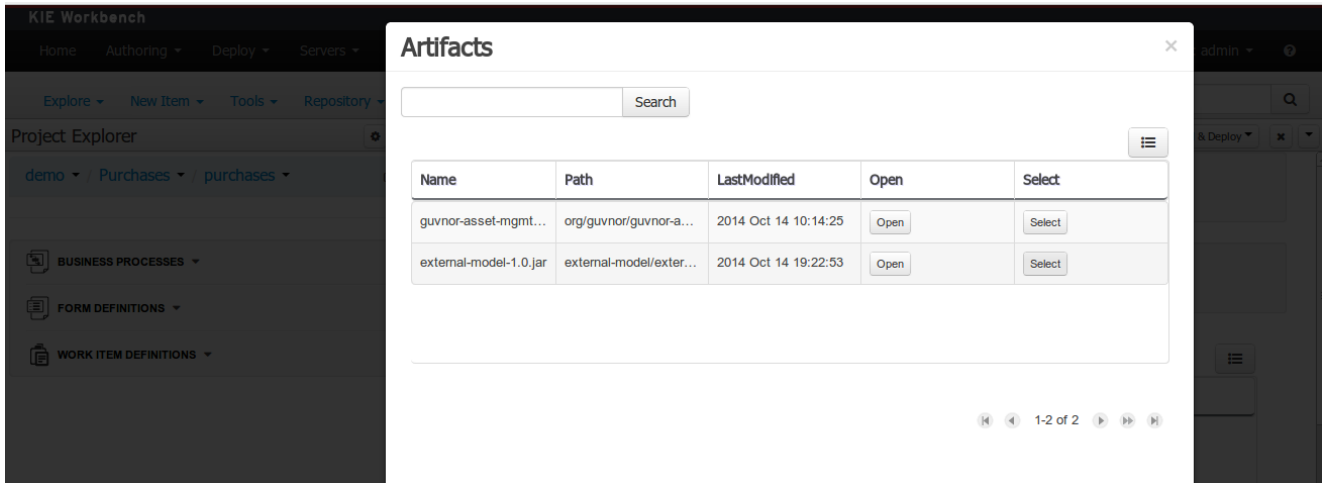 KIE Workbench
Home Authoring Deploy Servers admin
Explore New Item Tools Repository
Project Explorer & Deploy
demo / Purchases / purchases
BUSINESS PROCESSES
FORM DEFINITIONS
WORK ITEM DEFINITIONS
Artifacts
Search
Name Path LastModified Open Select
guvnor-asset-mgmt... org/guvnor/guvnor-a... 2014 Oct 14 10:14:25 Open Select
external-model-1.0.jar external-model/exter... 2014 Oct 14 19:22:53 Open Select
1-2 of 2